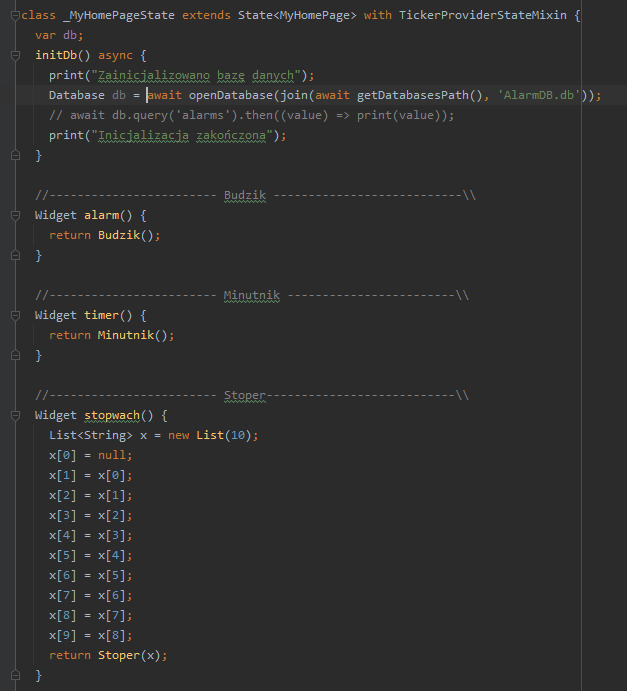 class _MyHomePageState extends State<MyHomePage> with TickerProviderStateMixin {
  var db;
  initDb() async {
    print("Zainicjalizowano bazę danych");
    Database db = await openDatabase(join(await getDatabasesPath(), 'AlarmDB.db'));
    // await db.query('alarms').then((value) => print(value));
    print("Inicjalizacja zakończona");
  }
  //------------------------ Budzik ---------------------------\\
  Widget alarm() {
    return Budzik();
  }
  //------------------------ Minutnik ------------------------\\
  Widget timer() {
    return Minutnik();
  }
  //------------------------ Stoper---------------------------\\
  Widget stopwach() {
    List<String> x = new List(10);
    x[0] = null;
    x[1] = x[0];
    x[2] = x[1];
    x[3] = x[2];
    x[4] = x[3];
    x[5] = x[4];
    x[6] = x[5];
    x[7] = x[6];
    x[8] = x[7];
    x[9] = x[8];
    return Stoper(x);
  }